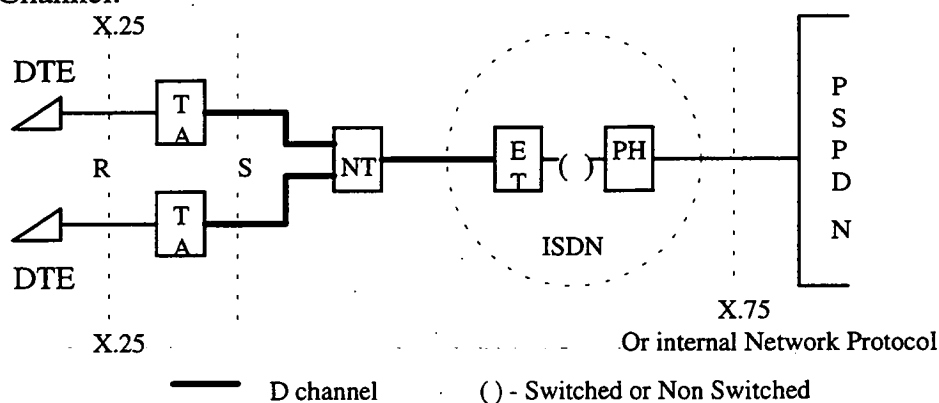 Channel.
X.25
DTE
T
A
R
S
NT
E
T
( )
PH
P
S
P
D
N
ISDN
T
A
DTE
X.25
X.75
Or internal Network Protocol
D channel
( ) - Switched or Non Switched